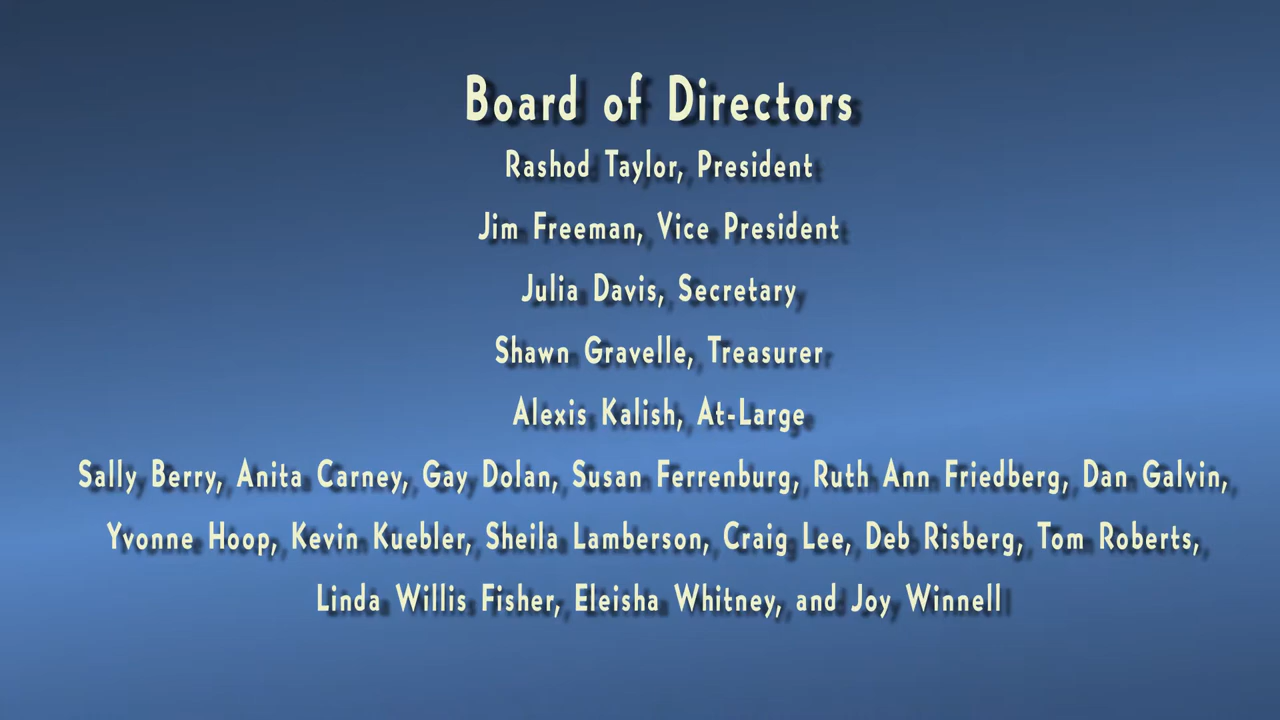 Board of Directors
Rashod Taylor, President
Jim Freeman, Vice President
Julia Davis, Secretary
Shawn Gravelle, Treasurer
Alexis Kalish, At-Large
Sally Berry, Anita Carney, Gay Dolan, Susan Ferrenburg, Ruth Ann Friedberg, Dan Galvin,
Yvonne Hoop, Kevin Kuebler, Sheila Lamberson, Craig Lee, Deb Risberg, Tom Roberts,
Linda Willis Fisher, Eleisha Whitney, and Joy Winnell